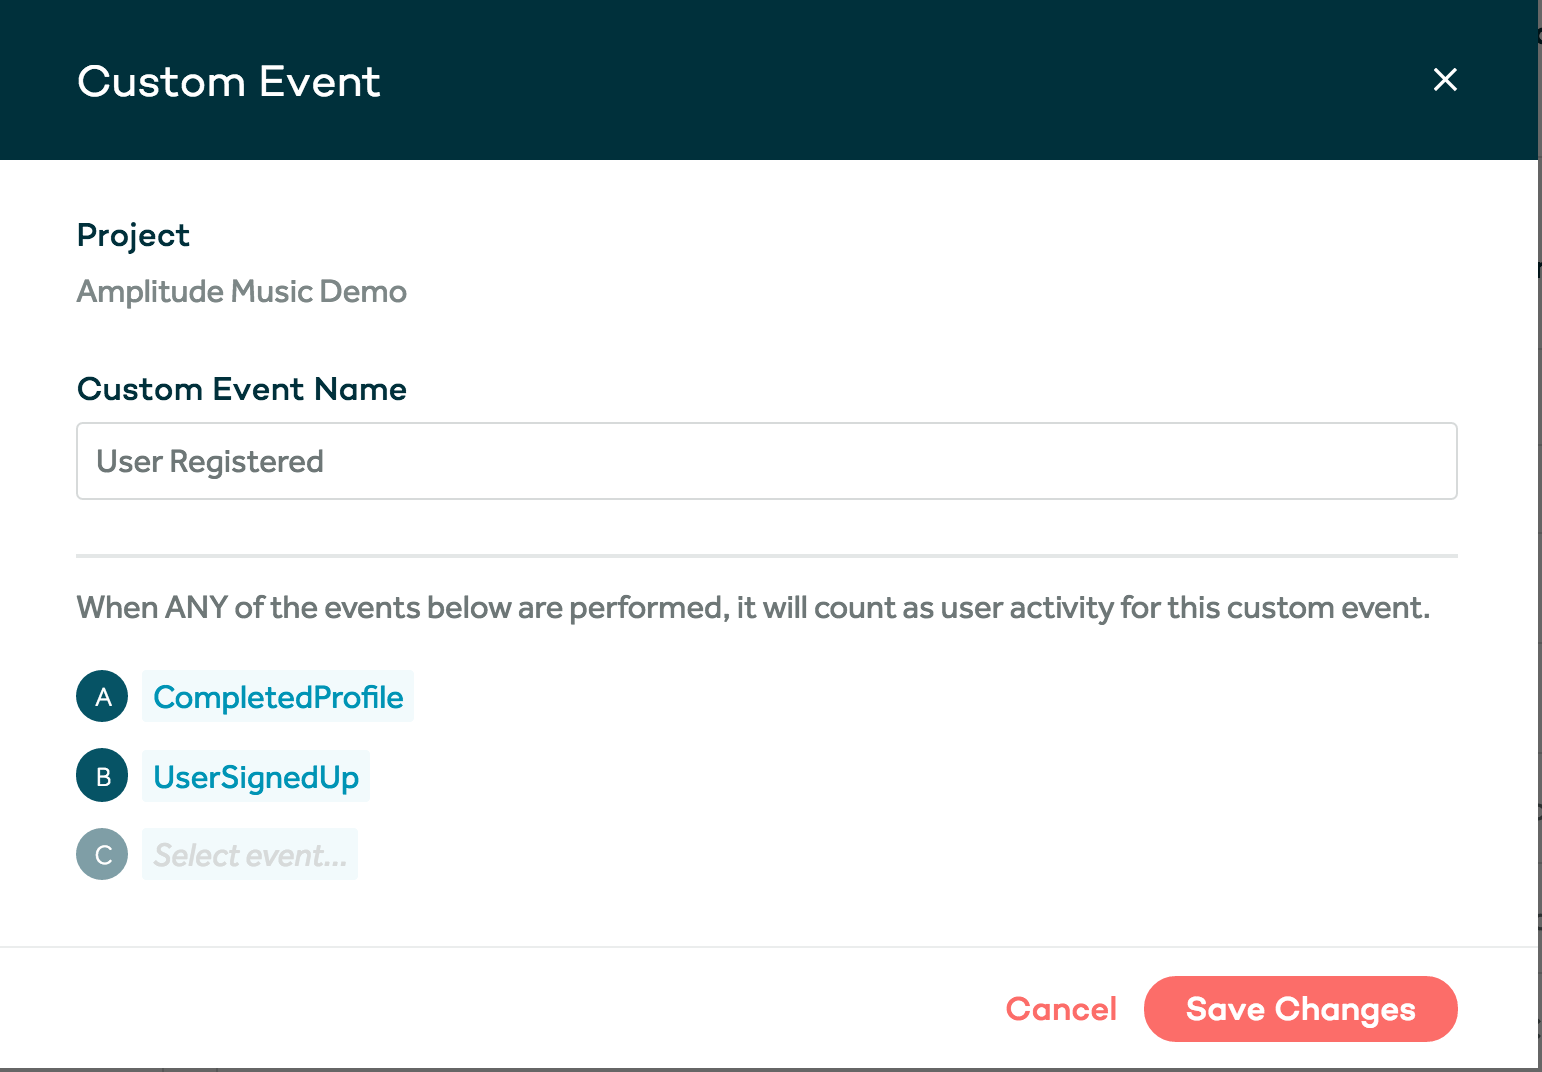 Custom Event
Project
Amplitude Music Demo
Custom Event Name
User Registered
When ANY of the events below are performed, it will count as user activity for this custom event.
A CompletedProfile
B UserSignedUp
C Select event...
Cancel Save Changes